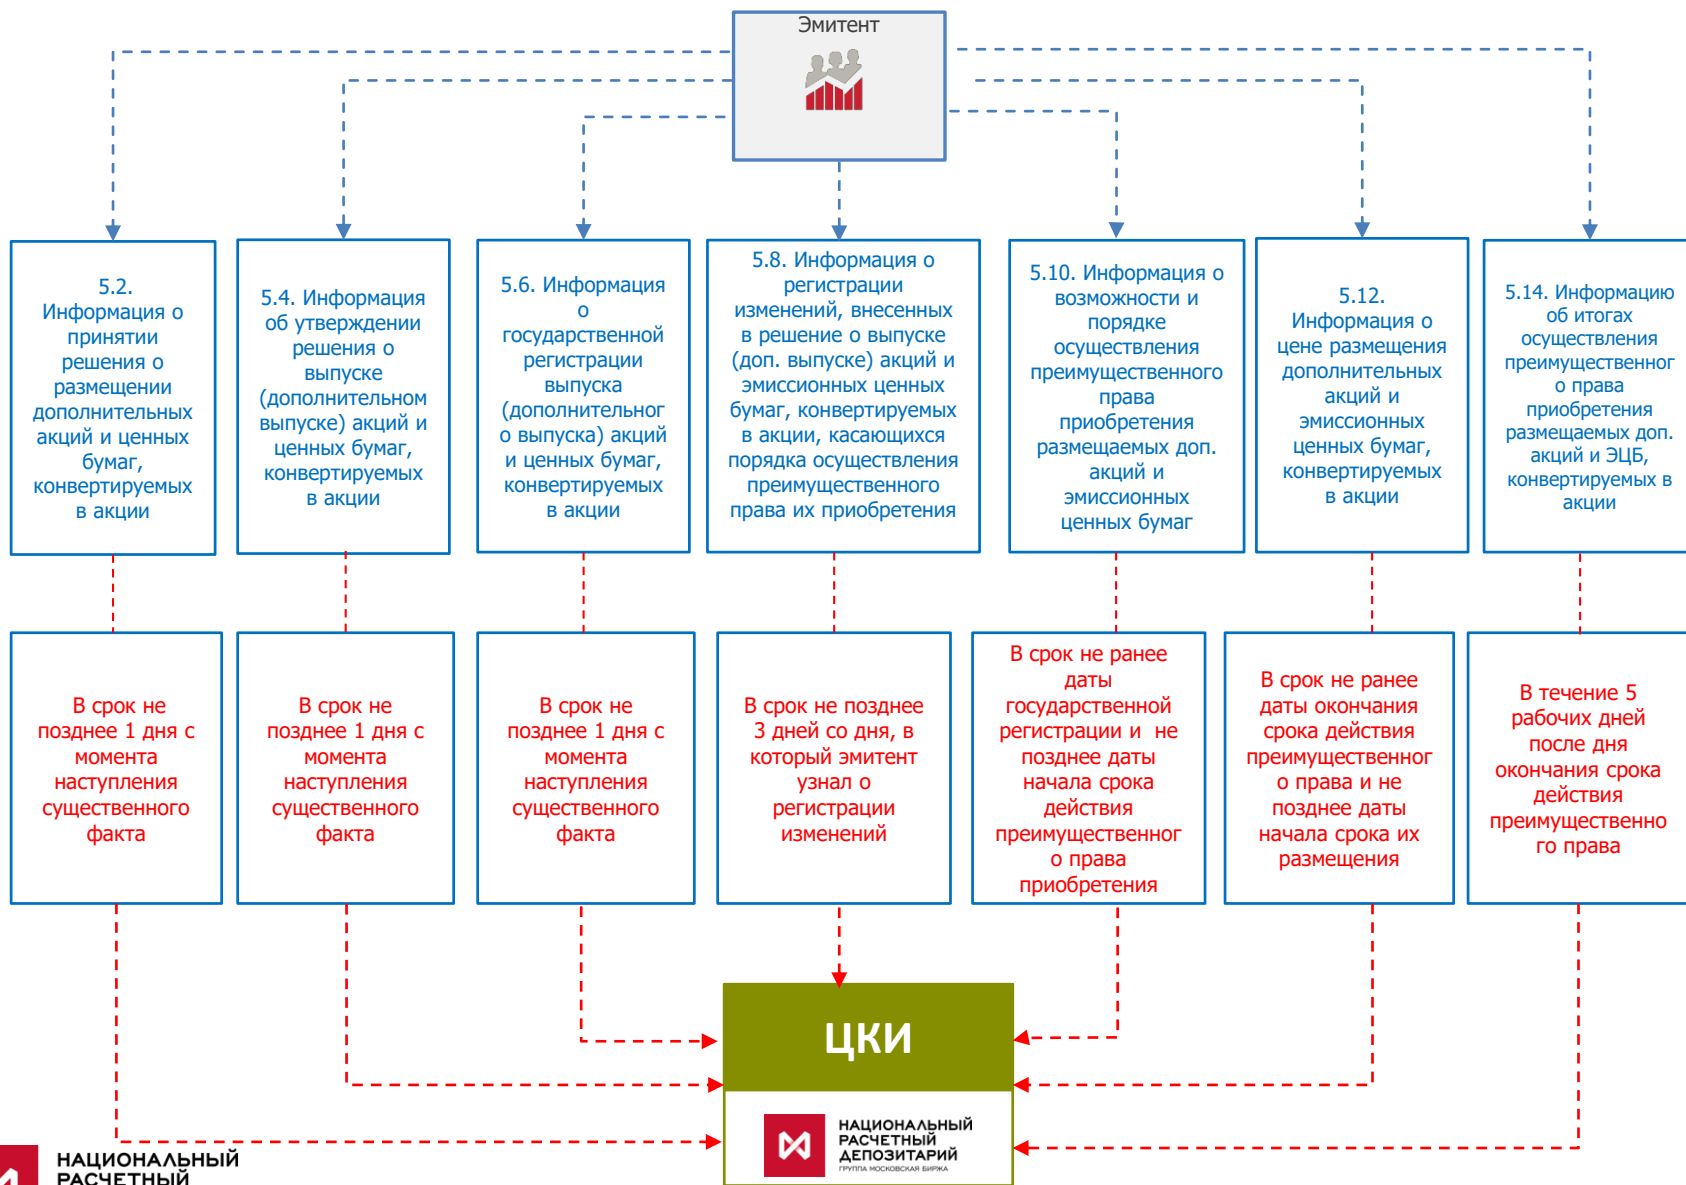 Эмитент
5.2.
Информация о
принятии
решения о
размещении
дополнительных
акций и ценных
бумаг,
конвертируемых
в акции
5.4. Информация
об утверждении
решения о
выпуске
(дополнительном
выпуске) акций и
ценных бумаг,
конвертируемых
в акции
5.6. Информация
о
государственной
регистрации
выпуска
(дополнительног
о выпуска) акций
и ценных бумаг,
конвертируемых
в акции
5.8. Информация о
регистрации
изменений, внесенных
в решение о выпуске
(доп. выпуске) акций и
эмиссионных ценных
бумаг, конвертируемых
в акции, касающихся
порядка осуществления
преимущественного
права их приобретения
5.10. Информация о
возможности и
порядке
осуществления
преимущественного
права
приобретения
размещаемых доп.
акций и
эмиссионных
ценных бумаг
5.12.
Информация о
цене размещения
дополнительных
акций и
эмиссионных
ценных бумаг,
конвертируемых
в акции
5.14. Информацию
об итогах
осуществления
преимущественног
о права
приобретения
размещаемых доп.
акций и ЭЦБ,
конвертируемых в
акции
В срок не
позднее 1 дня с
момента
наступления
существенного
факта
В срок не
позднее 1 дня с
момента
наступления
существенного
факта
В срок не
позднее 1 дня с
момента
наступления
существенного
факта
В срок не позднее
3 дней со дня, в
который эмитент
узнал о
регистрации
изменений
В срок не ранее
даты
государственной
регистрации и не
позднее даты
начала срока
действия
преимущественног
о права
приобретения
В срок не ранее
даты окончания
срока действия
преимущественног
о права и не
позднее даты
начала срока их
размещения
В течение 5
рабочих дней
после дня
окончания срока
действия
преимущественно
го права
ЦКИ
НАЦИОНАЛЬНЫЙ
РАСЧЕТНЫЙ
ДЕПОЗИТАРИЙ
ГРУППА МОСКОВСКАЯ БИРЖА
НАЦИОНАЛЬНЫЙ
РАСЧЕТНЫЙ